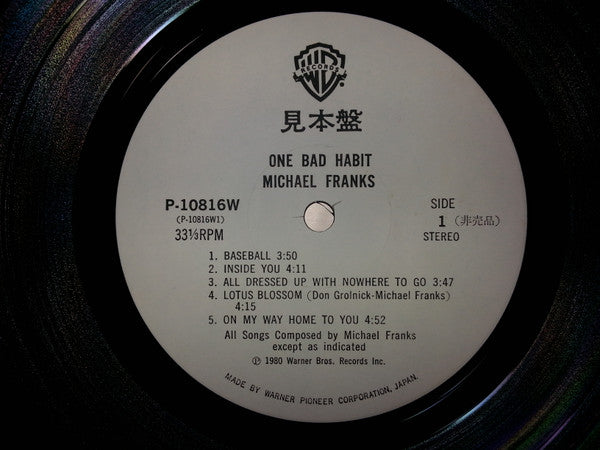 WB
RECORDS
見本盤
ONE BAD HABIT
MICHAEL FRANKS
P-10816W
(P-10816W1)
33⅓RPM
SIDE
1 (非売品)
STEREO
1. BASEBALL 3:50
2. INSIDE YOU 4:11
3. ALL DRESSED UP WITH NOWHERE TO GO 3:47
4. LOTUS BLOSSOM (Don Grolnick-Michael Franks)
4:15
5. ON MY WAY HOME TO YOU 4:52
All Songs Composed by Michael Franks
except as indicated
℗ 1980 Warner Bros. Records Inc.
MADE BY WARNER PIONEER CORPORATION, JAPAN.